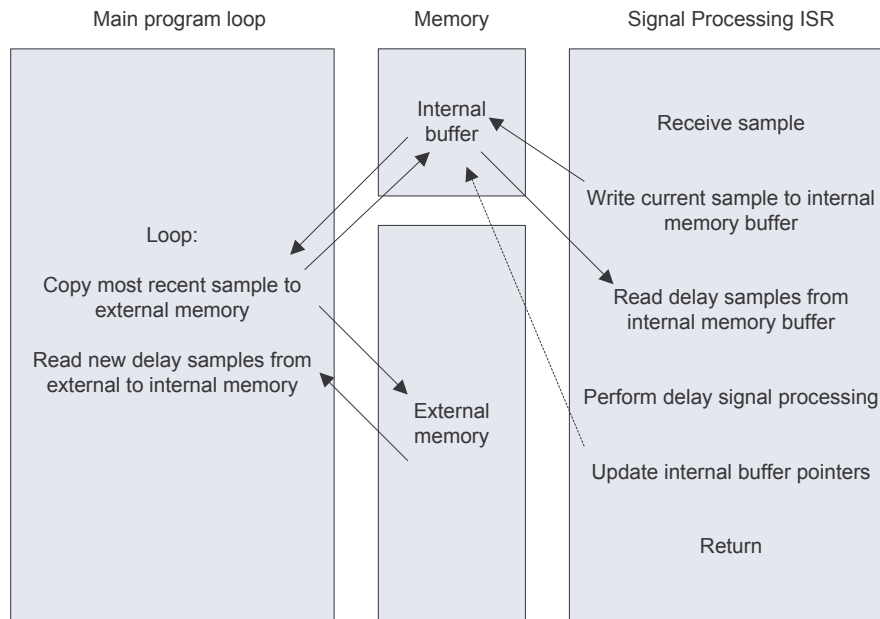 Main program loop
Memory
Signal Processing ISR
Internal
buffer
Receive sample
Write current sample to internal
memory buffer
Loop:
Copy most recent sample to
external memory
Read delay samples from
internal memory buffer
Read new delay samples from
external to internal memory
Perform delay signal processing
External
memory
Update internal buffer pointers
Return